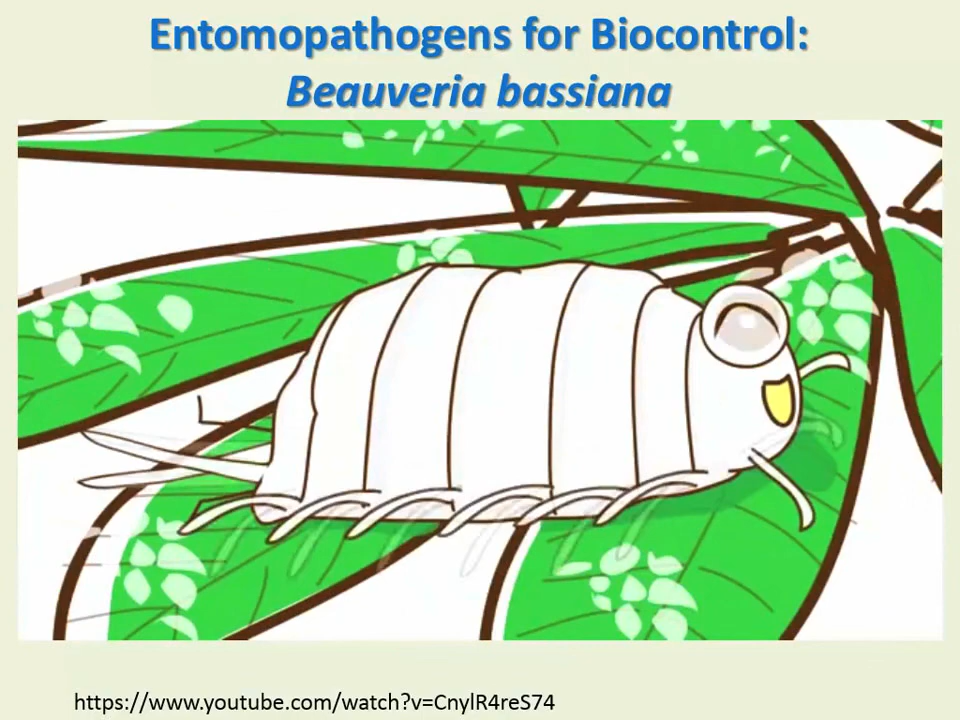 Entomopathogens for Biocontrol:
Beauveria bassiana
https://www.youtube.com/watch?v=CnylR4reS74